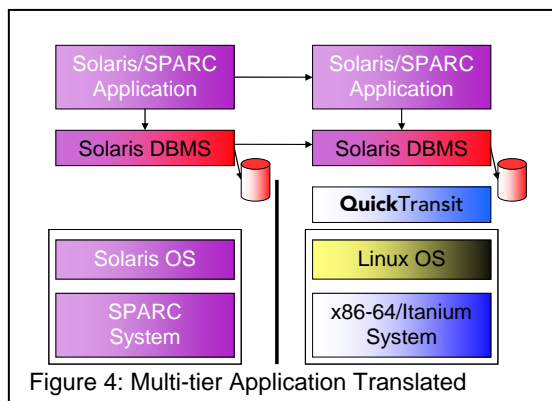 Solaris/SPARC
Application
Solaris/SPARC
Application
Solaris DBMS
Solaris DBMS
QuickTransit
Solaris OS
Linux OS
SPARC
System
x86-64/Itanium
System
Figure 4: Multi-tier Application Translated